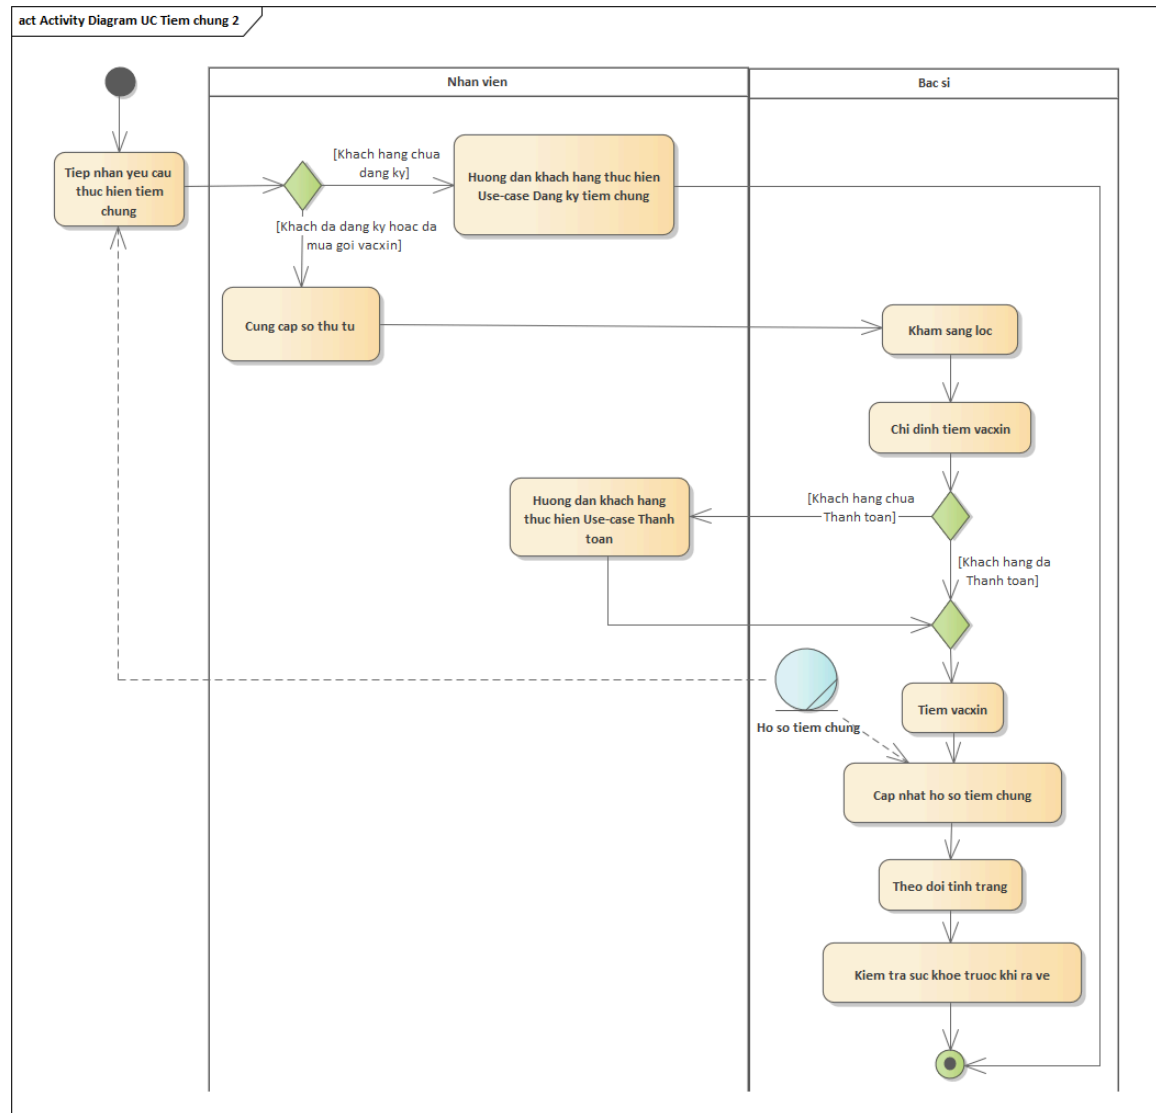 act Activity Diagram UC Tiem chung 2
Nhan vien
Bac si
Tiep nhan yeu cau
thuc hien tiem
chung
[Khach hang chua
dang ky]
Huong dan khach hang thuc hien
Use-case Dang ky tiem chung
[Khach da dang ky hoac da
mua goi vacxin]
Cung cap so thu tu
Kham sang loc
Chi dinh tiem vacxin
[Khach hang chua
Thanh toan]
Huong dan khach hang
thuc hien Use-case Thanh
toan
[Khach hang da
Thanh toan]
Tiem vacxin
Ho so tiem chung
Cap nhat ho so tiem chung
Theo doi tinh trang
Kiem tra suc khoe truoc khi ra ve